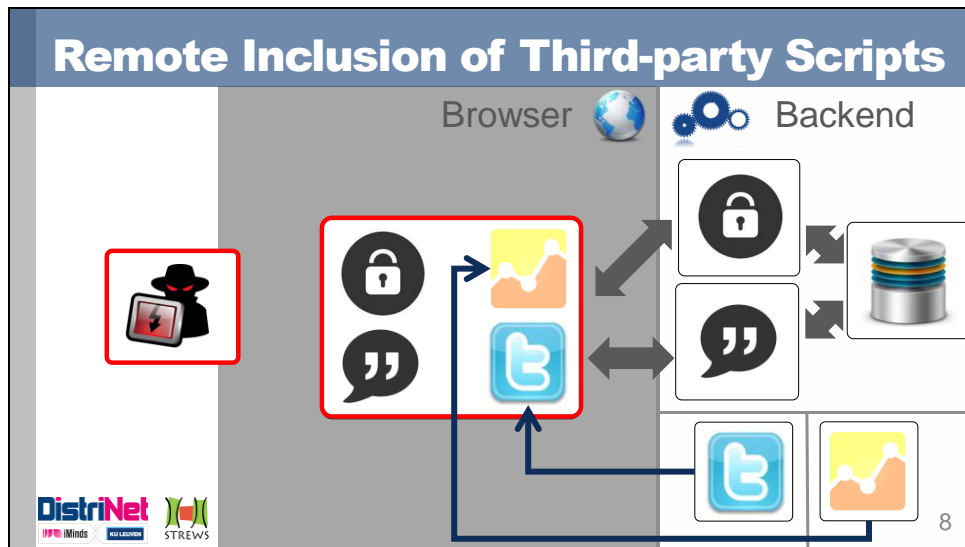 Remote Inclusion of Third-party Scripts
Browser
Backend
DistriNet
iMinds
KU LEUVEN
STREWS
8